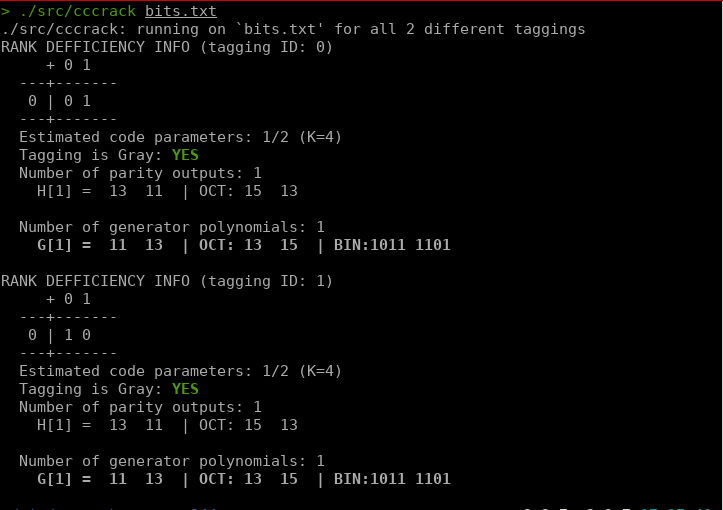 > ./src/cccrack bits.txt
./src/cccrack: running on `bits.txt' for all 2 different taggings
RANK DEFFICIENCY INFO (tagging ID: 0)
     + 0 1
  ---+-------
   0 | 0 1
  ---+-------
  Estimated code parameters: 1/2 (K=4)
  Tagging is Gray: YES
  Number of parity outputs: 1
    H[1] =  13  11  | OCT: 15  13

  Number of generator polynomials: 1
    G[1] =  11  13  | OCT: 13  15  | BIN:1011 1101

RANK DEFFICIENCY INFO (tagging ID: 1)
     + 0 1
  ---+-------
   0 | 1 0
  ---+-------
  Estimated code parameters: 1/2 (K=4)
  Tagging is Gray: YES
  Number of parity outputs: 1
    H[1] =  13  11  | OCT: 15  13

  Number of generator polynomials: 1
    G[1] =  11  13  | OCT: 13  15  | BIN:1011 1101